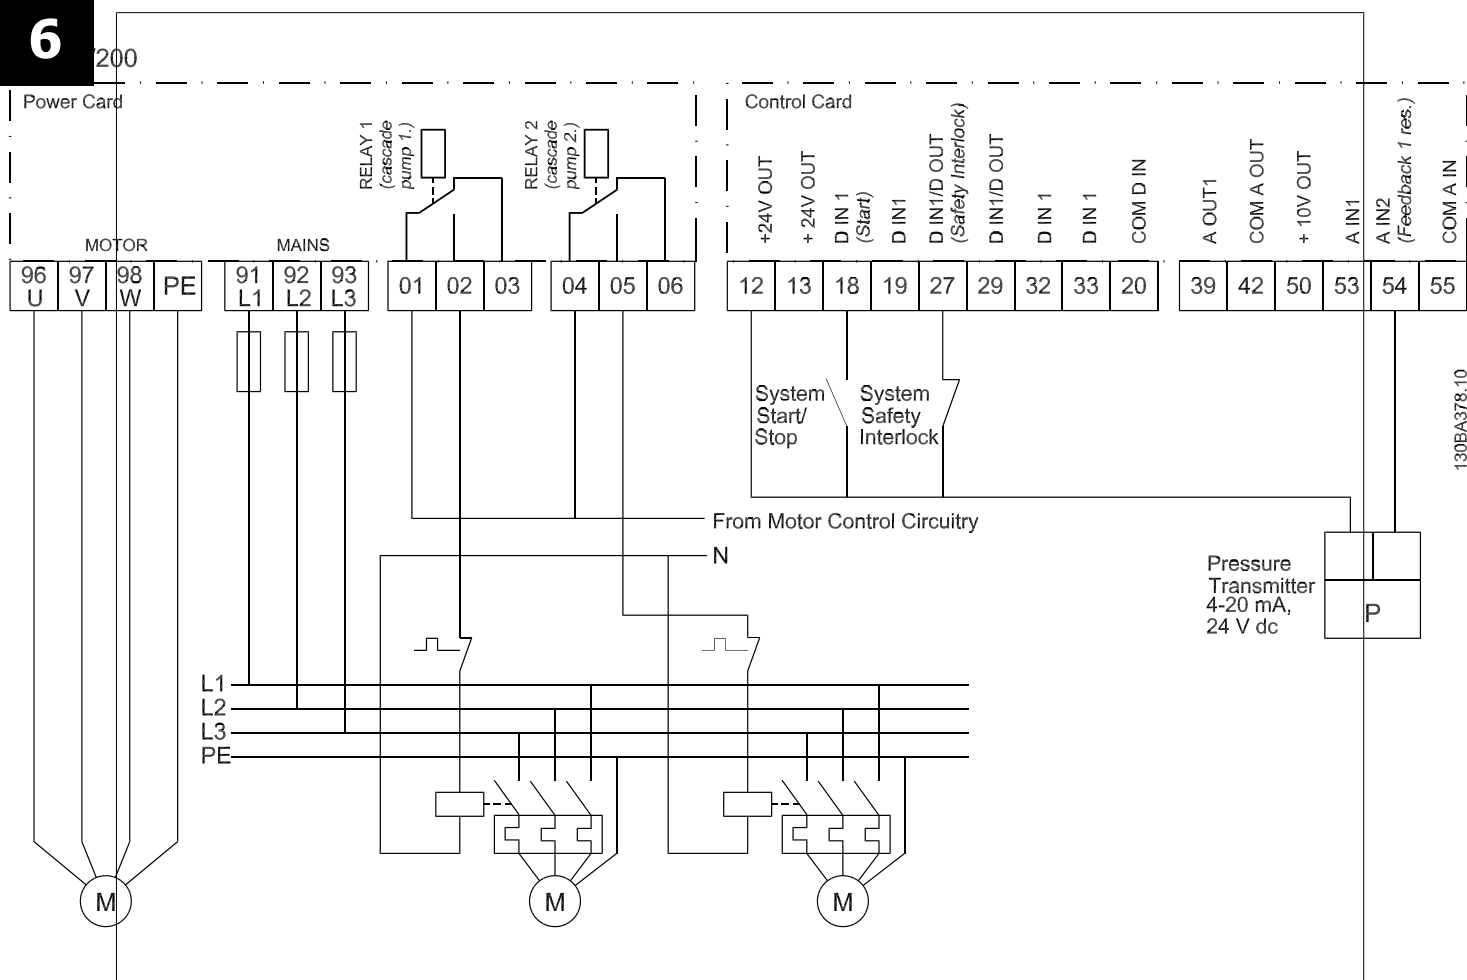 6
/200
Power Card
Control Card
RELAY 1
(cascade
pump 1.)
RELAY 2
(cascade
pump 2.)
+24V OUT
+ 24V OUT
D IN 1
(Start)
D IN1
D IN1/D OUT
(Safety Interlock)
D IN1/D OUT
D IN 1
D IN 1
COM D IN
A OUT1
COM A OUT
+ 10V OUT
A IN1
A IN2
(Feedback 1 res.)
COM A IN
MOTOR
MAINS
96 97 98 PE
U V W
91 92 93
L1 L2 L3
01 02 03
04 05 06
12 13 18 19 27 29 32 33 20
39 42 50 53 54 55
System
Start/
Stop
System
Safety
Interlock
130BA378.10
From Motor Control Circuitry
N
Pressure
Transmitter
4-20 mA,
24 V dc
P
L1
L2
L3
PE
M
M
M